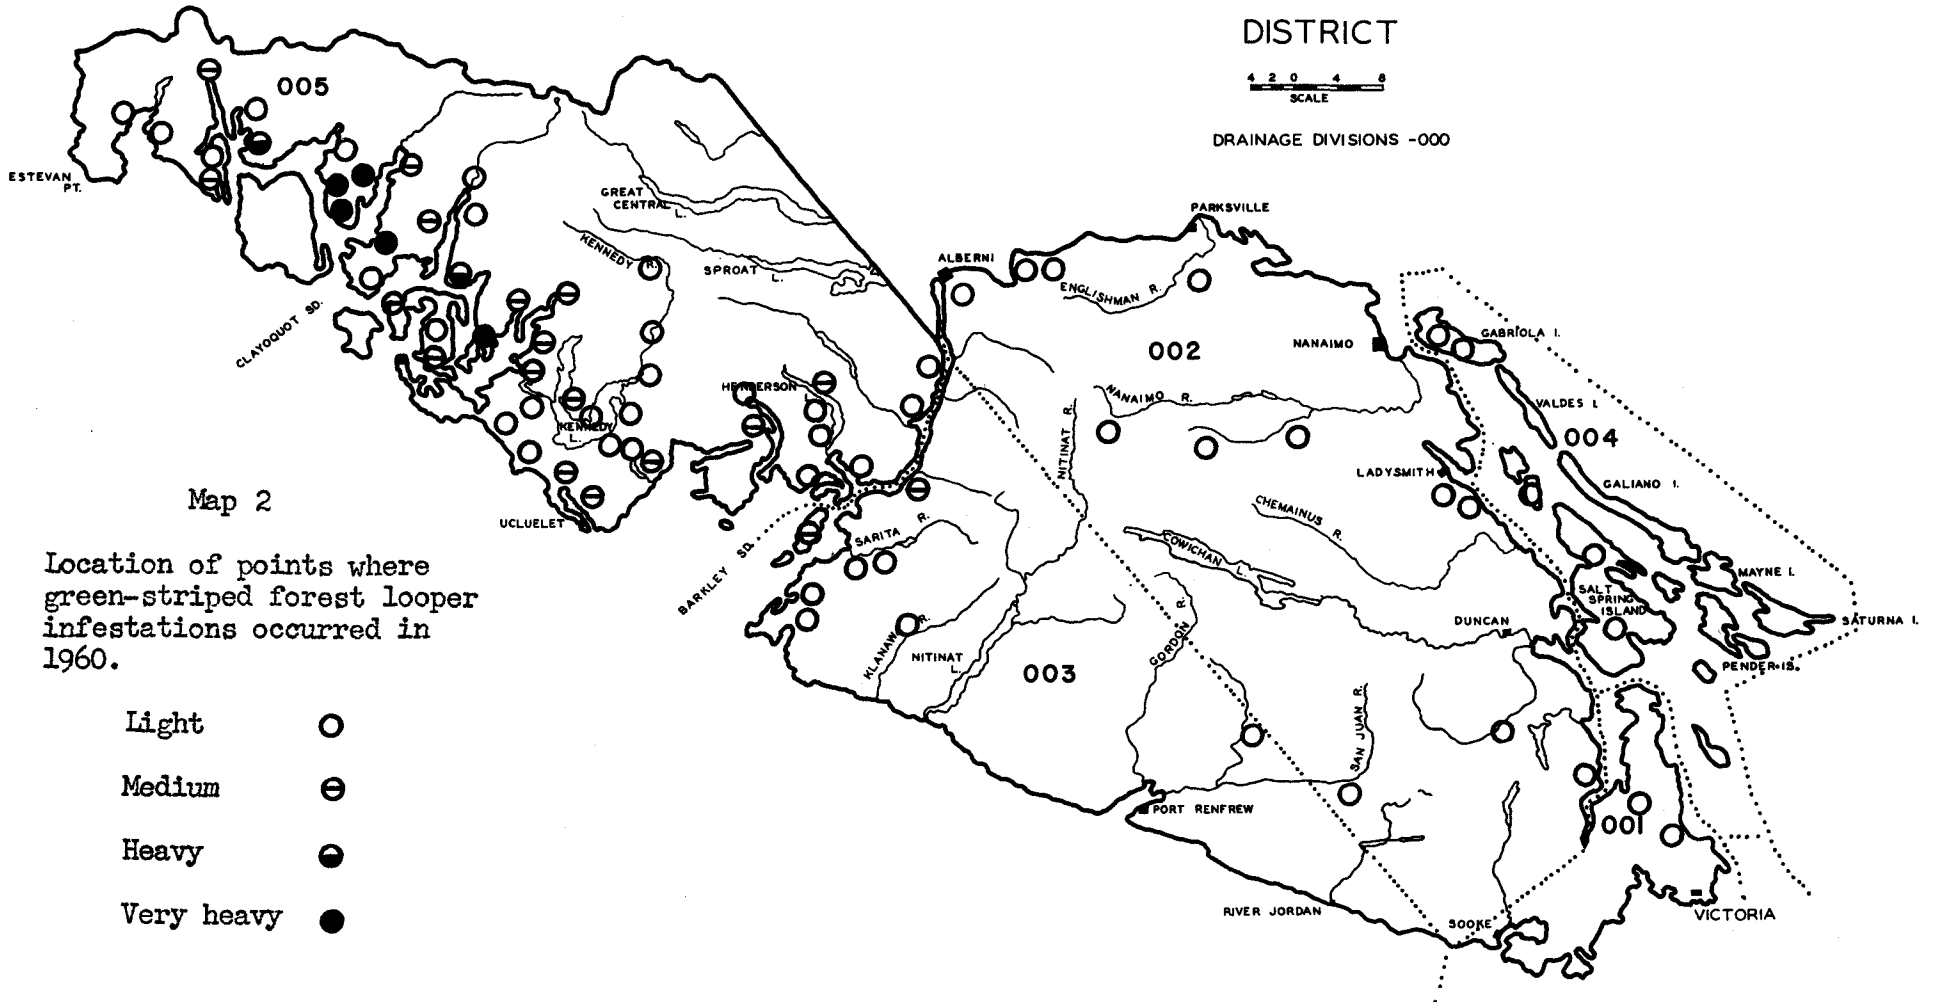 DISTRICT
4 2 0 4 8
SCALE
DRAINAGE DIVISIONS -000
005
ESTEVAN
PT.
GREAT
CENTRAL L.
PARKSVILLE
KENNEDY R.
SPROAT L.
ALBERNI
ENGLISHMAN R.
CLAYOQUOT SD.
GABRIOLA I.
NANAIMO
002
HENDERSON
L.
NANAIMO R.
VALDES I.
004
KENNEDY
L.
NITINAT R.
LADYSMITH
GALIANO I.
Map 2
UCLUELET
CHEMAINUS R.
SARITA R.
BARKLEY SD.
COWICHAN L.
Location of points where
green-striped forest looper
infestations occurred in
1960.
MAYNE I.
SALT
SPRING
ISLAND
DUNCAN
SATURNA I.
KLANAWA R.
GORDON R.
NITINAT
L.
003
PENDER IS.
SAN JUAN R.
Light
Medium
PORT RENFREW
001
Heavy
Very heavy
RIVER JORDAN
SOOKE
VICTORIA